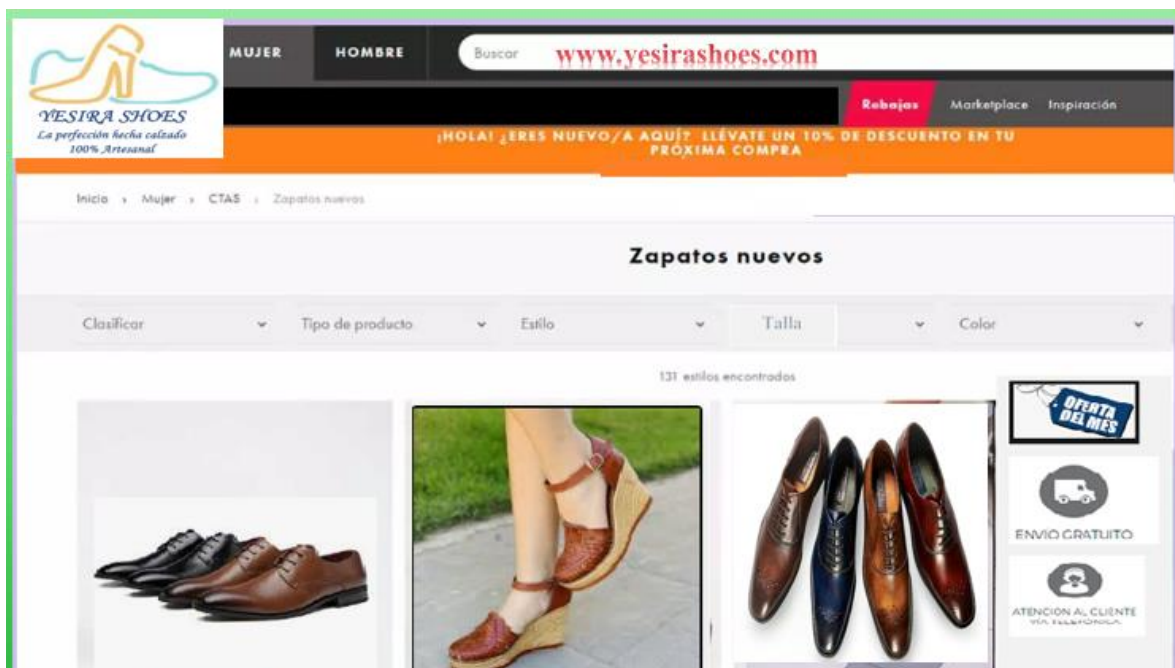 MUJER
HOMBRE
Buscar
www.yesirashoes.com
YESIRA SHOES
La perfección hecha calzado
100% Artesanal
Rebajas
Marketplace
Inspiración
¡HOLA! ¿ERES NUEVO/A AQUÍ? LLÉVATE UN 10% DE DESCUENTO EN TU
PRÓXIMA COMPRA
Inicio › Mujer › CTAS › Zapatos nuevos
Zapatos nuevos
Clasificar
Tipo de producto
Estilo
Talla
Color
131 estilos encontrados
OFERTA
DEL MES
ENVIO GRATUITO
ATENCION AL CLIENTE
VIA TELEFONICA